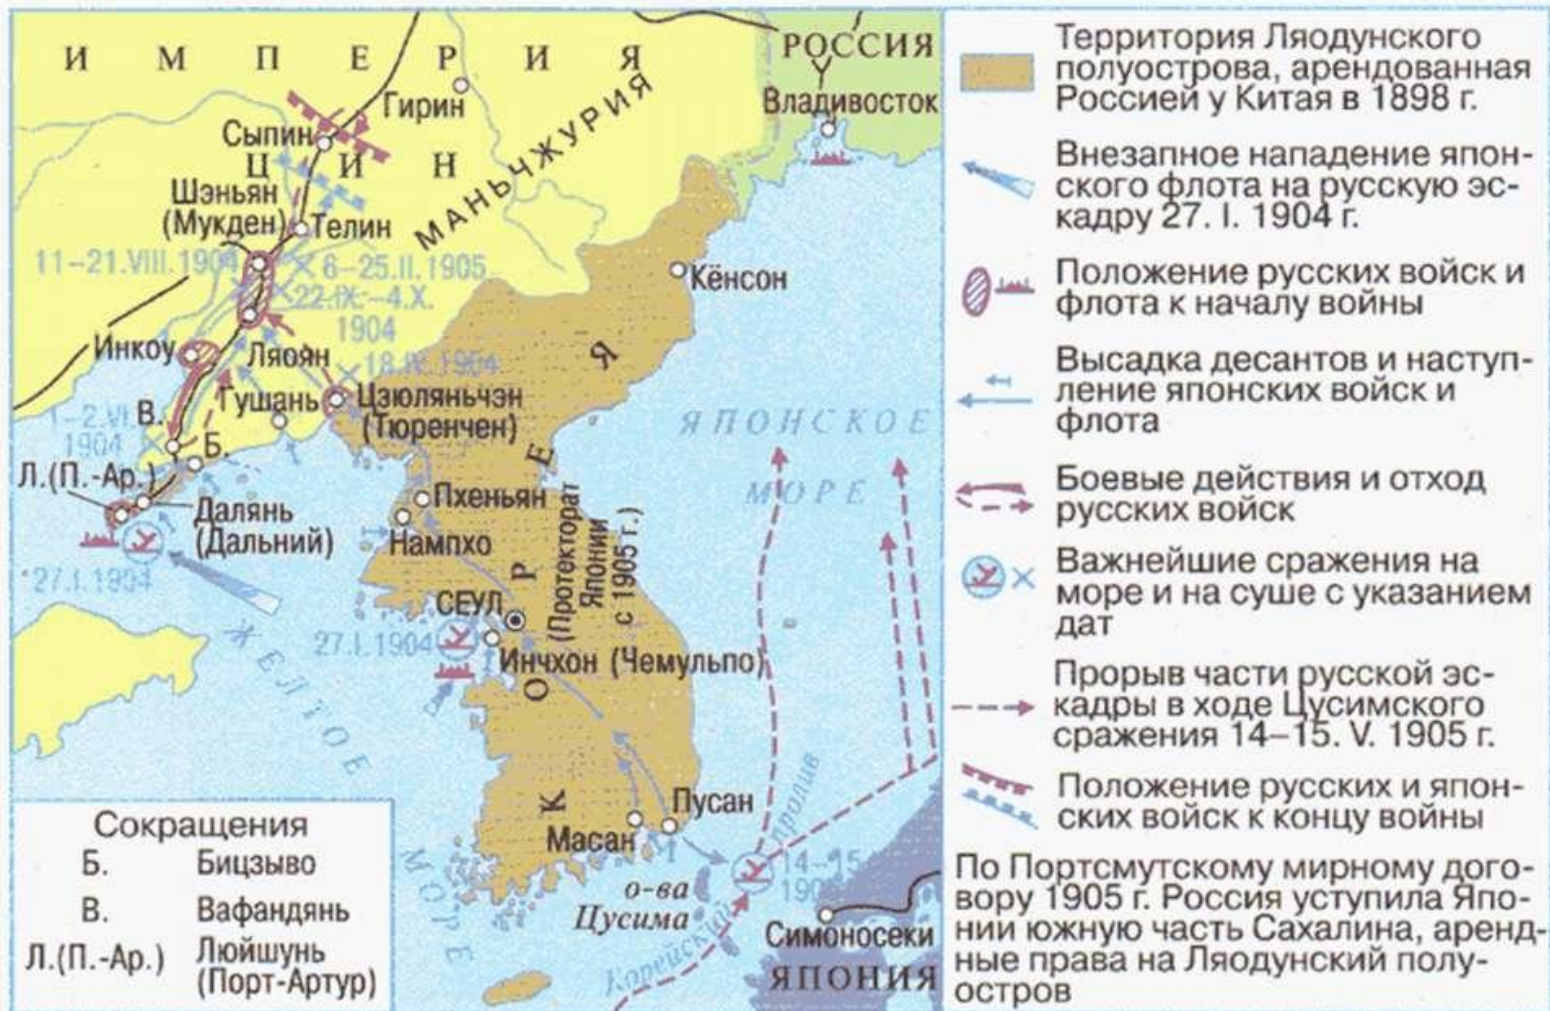 ИМПЕРИЯ
ЦИН
РОССИЯ
Владивосток
Гирин
Сыпин
МАНЬЧЖУРИЯ
Шэньян
(Мукден)
Телин
11–21.VIII.1904
6–25.II.1905
22.IX.–4.X.
1904
Кёнсон
Инкоу
Ляоян
18.IV.1904
Гушань
Цзюляньчэн
(Тюренчен)
В.
1–2.VI.
1904
Б.
Л.(П.-Ар.)
Далянь
(Дальний)
27.I.1904
ЯПОНСКОЕ
МОРЕ
Пхеньян
Нампхо
КОРЕЯ
(Протекторат
Японии
с 1905 г.)
СЕУЛ
27.I.1904
Инчхон (Чемульпо)
ЖЕЛТОЕ
МОРЕ
Пусан
Масан
о-ва
Цусима
Корейский
пролив
14–15
Симоносеки
ЯПОНИЯ
Сокращения
Б. Бицзыво
В. Вафандянь
Л.(П.-Ар.) Люйшунь
(Порт-Артур)
Территория Ляодунского
полуострова, арендованная
Россией у Китая в 1898 г.
Внезапное нападение япон-
ского флота на русскую эс-
кадру 27. I. 1904 г.
Положение русских войск и
флота к началу войны
Высадка десантов и наступ-
ление японских войск и
флота
Боевые действия и отход
русских войск
Важнейшие сражения на
море и на суше с указанием
дат
Прорыв части русской эс-
кадры в ходе Цусимского
сражения 14–15. V. 1905 г.
Положение русских и япон-
ских войск к концу войны
По Портсмутскому мирному дого-
вору 1905 г. Россия уступила Япо-
нии южную часть Сахалина, аренд-
ные права на Ляодунский полу-
остров